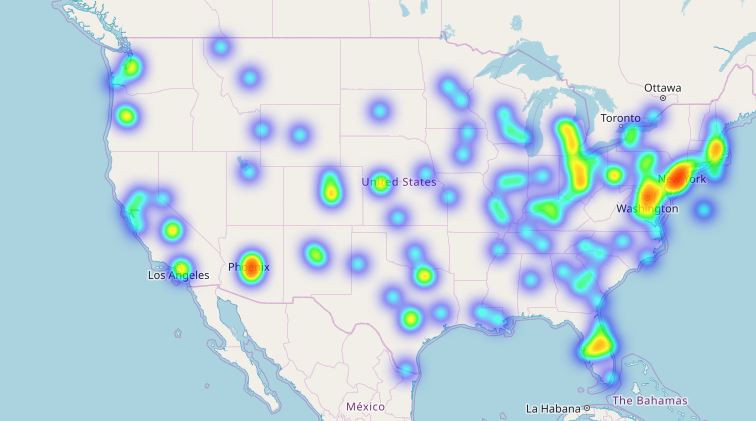 Ottawa
Toronto
United States
New York
Washington
Phoenix
Los Angeles
México
La Habana
The Bahamas